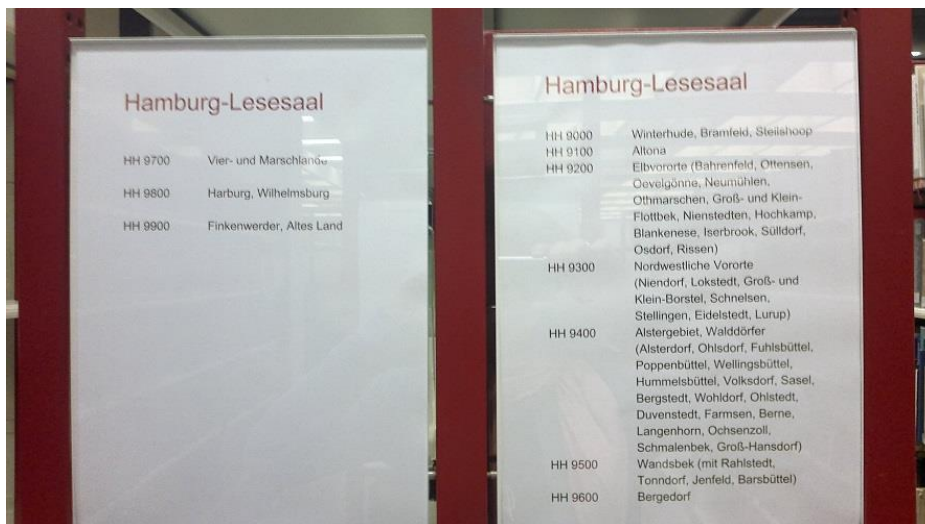 Hamburg-Lesesaal
HH 9700 Vier- und Marschlande
HH 9800 Harburg, Wilhelmsburg
HH 9900 Finkenwerder, Altes Land
Hamburg-Lesesaal
HH 9000 Winterhude, Bramfeld, Steilshoop
HH 9100 Altona
HH 9200 Elbvororte (Bahrenfeld, Ottensen,
Oevelgönne, Neumühlen,
Othmarschen, Groß- und Klein-
Flottbek, Nienstedten, Hochkamp,
Blankenese, Iserbrook, Sülldorf,
Osdorf, Rissen)
HH 9300 Nordwestliche Vororte
(Niendorf, Lokstedt, Groß- und
Klein-Borstel, Schnelsen,
Stellingen, Eidelstedt, Lurup)
HH 9400 Alstergebiet, Walddörfer
(Alsterdorf, Ohlsdorf, Fuhlsbüttel,
Poppenbüttel, Wellingsbüttel,
Hummelsbüttel, Volksdorf, Sasel,
Bergstedt, Wohldorf, Ohlstedt,
Duvenstedt, Farmsen, Berne,
Langenhorn, Ochsenzoll,
Schmalenbek, Groß-Hansdorf)
HH 9500 Wandsbek (mit Rahlstedt,
Tonndorf, Jenfeld, Barsbüttel)
HH 9600 Bergedorf